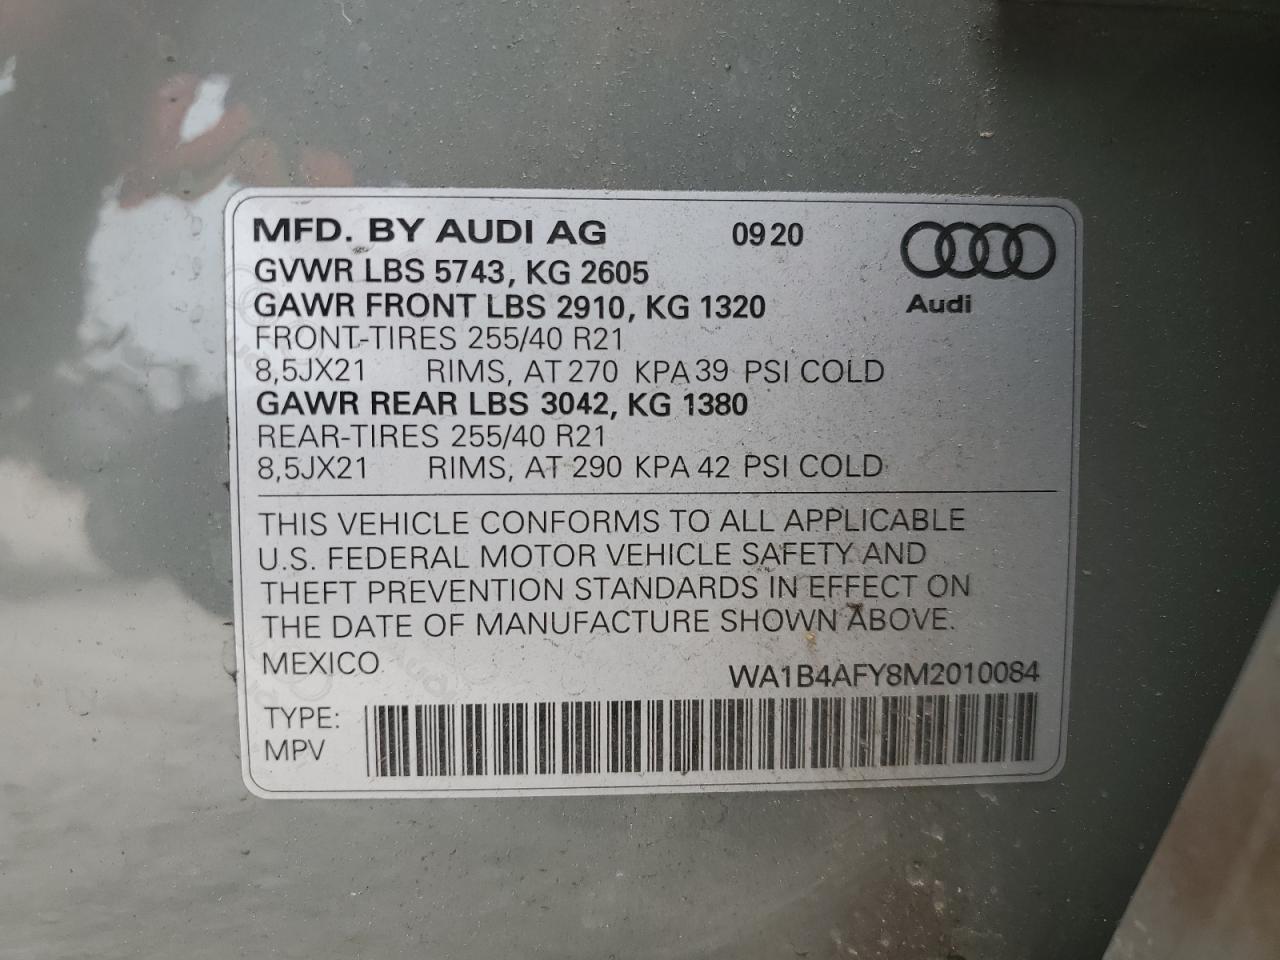 MFD. BY AUDI AG 0920
GVWR LBS 5743, KG 2605
GAWR FRONT LBS 2910, KG 1320
Audi
FRONT-TIRES 255/40 R21
8,5JX21 RIMS, AT 270 KPA 39 PSI COLD
GAWR REAR LBS 3042, KG 1380
REAR-TIRES 255/40 R21
8,5JX21 RIMS, AT 290 KPA 42 PSI COLD
THIS VEHICLE CONFORMS TO ALL APPLICABLE
U.S. FEDERAL MOTOR VEHICLE SAFETY AND
THEFT PREVENTION STANDARDS IN EFFECT ON
THE DATE OF MANUFACTURE SHOWN ABOVE.
MEXICO WA1B4AFY8M2010084
TYPE:
MPV